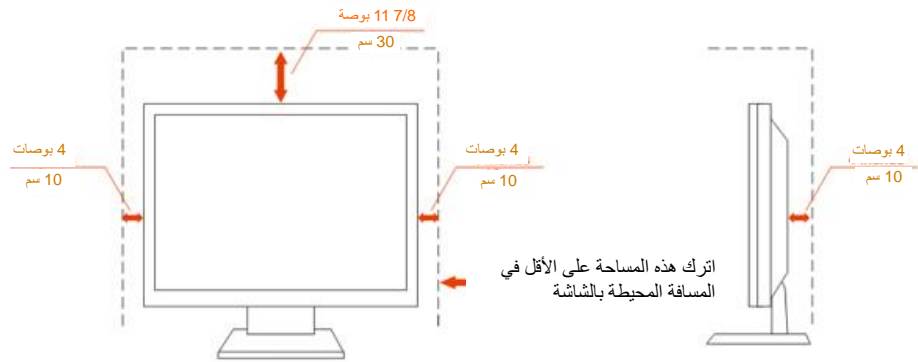 11 7/8 بوصة
30 سم
4 بوصات
10 سم
4 بوصات
10 سم
4 بوصات
10 سم
اترك هذه المساحة على الأقل في
المسافة المحيطة بالشاشة